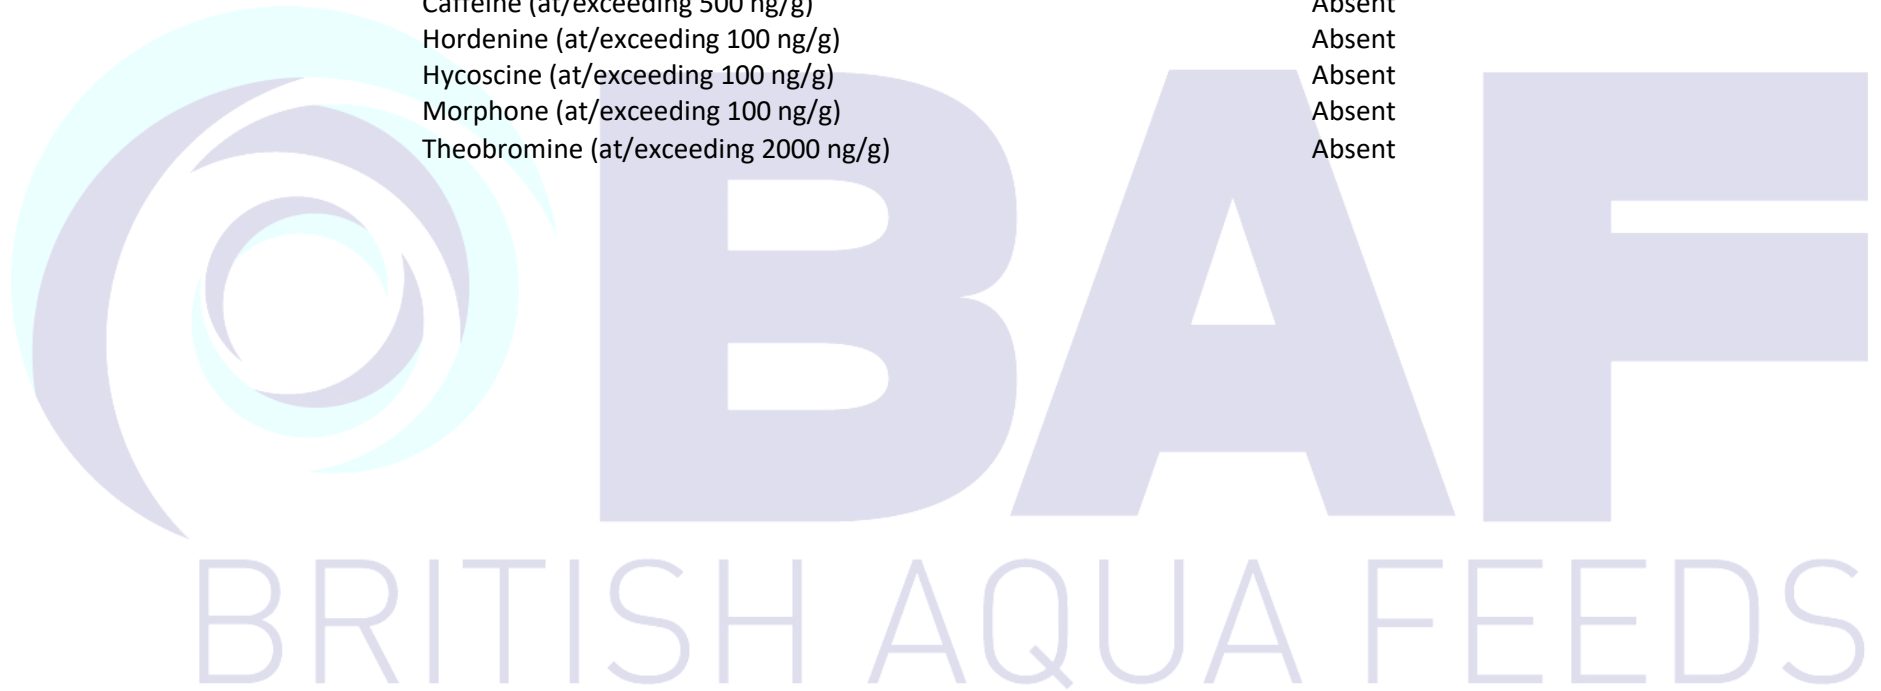 Caffeine (at/exceeding 500 ng/g) Absent
Hordenine (at/exceeding 100 ng/g) Absent
Hycoscine (at/exceeding 100 ng/g) Absent
Morphone (at/exceeding 100 ng/g) Absent
Theobromine (at/exceeding 2000 ng/g) Absent
BAF
BRITISH AQUA FEEDS